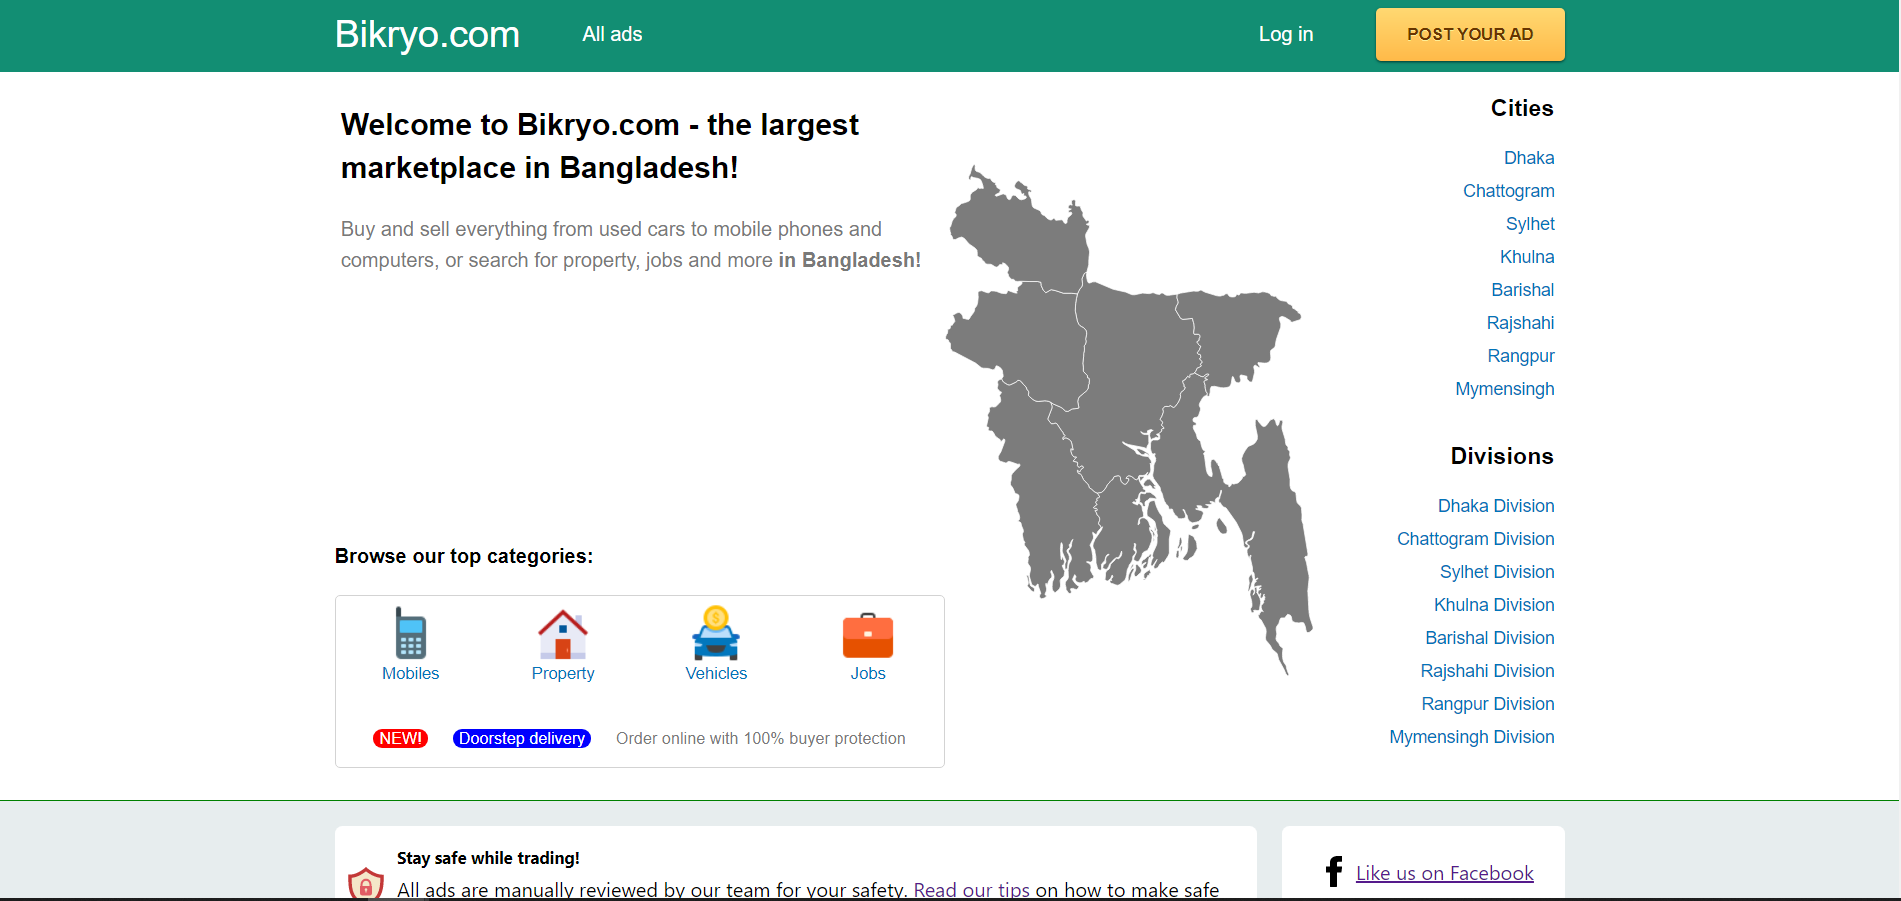 Bikryo.com
All ads
Log in
POST YOUR AD
Welcome to Bikryo.com - the largest
marketplace in Bangladesh!
Buy and sell everything from used cars to mobile phones and
computers, or search for property, jobs and more in Bangladesh!
Browse our top categories:
Mobiles
Property
Vehicles
Jobs
NEW!
Doorstep delivery
Order online with 100% buyer protection
Cities
Dhaka
Chattogram
Sylhet
Khulna
Barishal
Rajshahi
Rangpur
Mymensingh
Divisions
Dhaka Division
Chattogram Division
Sylhet Division
Khulna Division
Barishal Division
Rajshahi Division
Rangpur Division
Mymensingh Division
Stay safe while trading!
All ads are manually reviewed by our team for your safety. Read our tips on how to make safe
Like us on Facebook